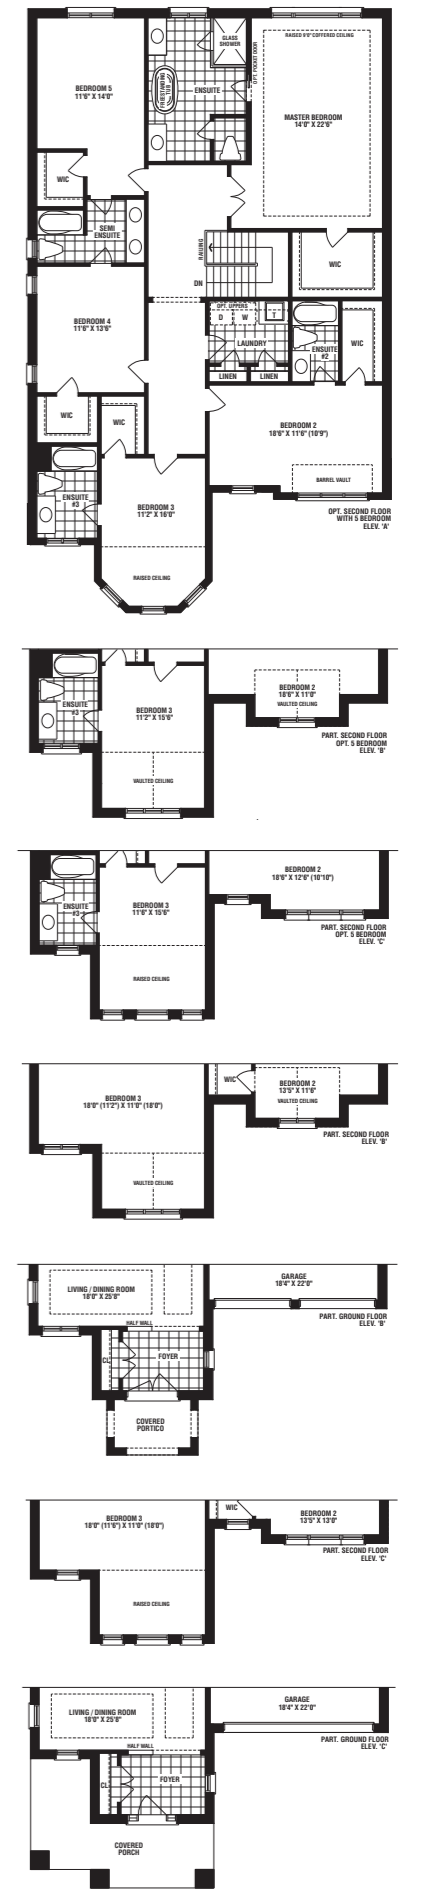 GLASS
SHOWER
OPT. POCKET DOOR
RAISED 9'0" COFFERED CEILING
BEDROOM 5
11'6" X 14'0"
FREESTANDING
TUB
ENSUITE
MASTER BEDROOM
14'0" X 22'6"
WIC
SEMI
ENSUITE
RAILING
DN
WIC
BEDROOM 4
11'6" X 13'6"
OPT. UPPERS
D
W
T
LAUNDRY
ENSUITE
#2
WIC
LINEN
LINEN
WIC
WIC
BEDROOM 2
18'6" X 11'6" (10'9")
BARREL VAULT
ENSUITE
#3
BEDROOM 3
11'2" X 16'0"
RAISED CEILING
OPT. SECOND FLOOR
WITH 5 BEDROOM
ELEV. 'A'
ENSUITE
#3
BEDROOM 3
11'2" X 15'6"
VAULTED CEILING
BEDROOM 2
18'6" X 11'0"
VAULTED CEILING
PART. SECOND FLOOR
OPT. 5 BEDROOM
ELEV. 'B'
ENSUITE
#3
BEDROOM 3
11'6" X 15'6"
RAISED CEILING
BEDROOM 2
18'6" X 12'6" (10'10")
PART. SECOND FLOOR
OPT. 5 BEDROOM
ELEV. 'C'
BEDROOM 3
18'0" (11'2") X 11'0" (18'0")
VAULTED CEILING
WIC
BEDROOM 2
13'5" X 11'6"
VAULTED CEILING
PART. SECOND FLOOR
ELEV. 'B'
LIVING / DINING ROOM
18'0" X 25'8"
HALF WALL
CL
FOYER
COVERED
PORTICO
GARAGE
18'4" X 22'0"
PART. GROUND FLOOR
ELEV. 'B'
BEDROOM 3
18'0" (11'6") X 11'0" (18'0")
RAISED CEILING
WIC
BEDROOM 2
13'5" X 13'0"
PART. SECOND FLOOR
ELEV. 'C'
LIVING / DINING ROOM
18'0" X 25'8"
HALF WALL
CL
FOYER
COVERED
PORCH
GARAGE
18'4" X 22'0"
PART. GROUND FLOOR
ELEV. 'C'